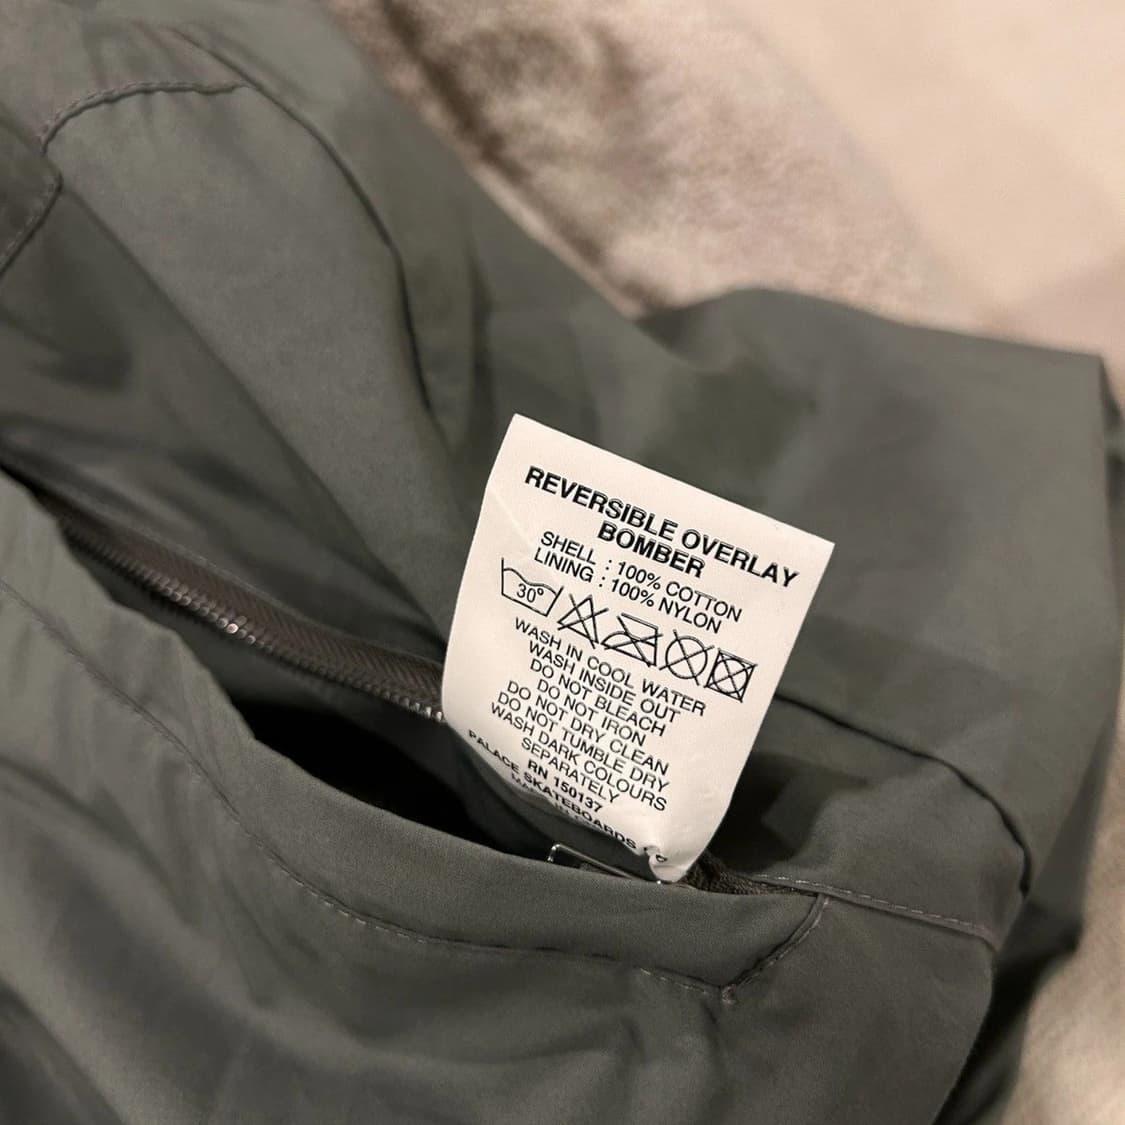 REVERSIBLE OVERLAY
BOMBER
SHELL : 100% COTTON
LINING : 100% NYLON
30°
WASH IN COOL WATER
WASH INSIDE OUT
DO NOT BLEACH
DO NOT IRON
DO NOT DRY CLEAN
DO NOT TUMBLE DRY
WASH DARK COLOURS
SEPARATELY
RN 150137
PALACE SKATEBOARDS